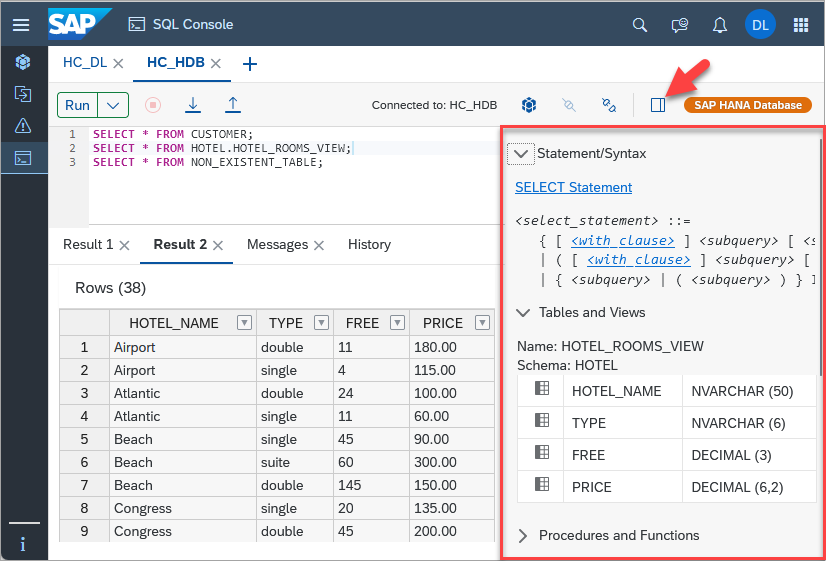 SAP SQL Console DL
HC_DL HC_HDB
Run Connected to: HC_HDB SAP HANA Database
1 SELECT * FROM CUSTOMER;
2 SELECT * FROM HOTEL.HOTEL_ROOMS_VIEW;
3 SELECT * FROM NON_EXISTENT_TABLE;
Result 1 Result 2 Messages History
Rows (38)
HOTEL_NAME TYPE FREE PRICE
1 Airport double 11 180.00
2 Airport single 4 115.00
3 Atlantic double 24 100.00
4 Atlantic single 11 60.00
5 Beach single 45 90.00
6 Beach suite 60 300.00
7 Beach double 145 150.00
8 Congress single 20 135.00
9 Congress double 45 200.00
Statement/Syntax
SELECT Statement
<select_statement> ::=
{ [ <with_clause> ] <subquery> [ <s
| ( [ <with_clause> ] <subquery> [
| { <subquery> | ( <subquery> ) } ]
Tables and Views
Name: HOTEL_ROOMS_VIEW
Schema: HOTEL
HOTEL_NAME NVARCHAR (50)
TYPE NVARCHAR (6)
FREE DECIMAL (3)
PRICE DECIMAL (6,2)
Procedures and Functions